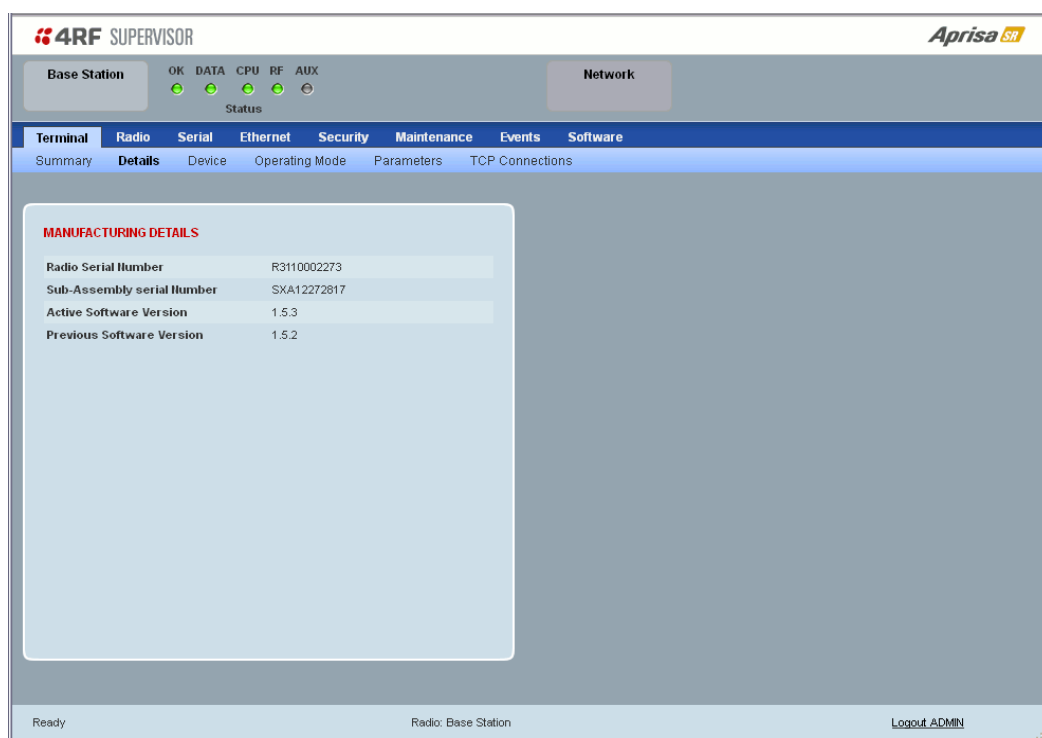 4RF SUPERVISOR
Aprisa SR
Base Station
OK DATA CPU RF AUX
Status
Network
Terminal Radio Serial Ethernet Security Maintenance Events Software
Summary Details Device Operating Mode Parameters TCP Connections
MANUFACTURING DETAILS
Radio Serial Number R3110002273
Sub-Assembly serial Number SXA12272817
Active Software Version 1.5.3
Previous Software Version 1.5.2
Ready Radio: Base Station Logout ADMIN